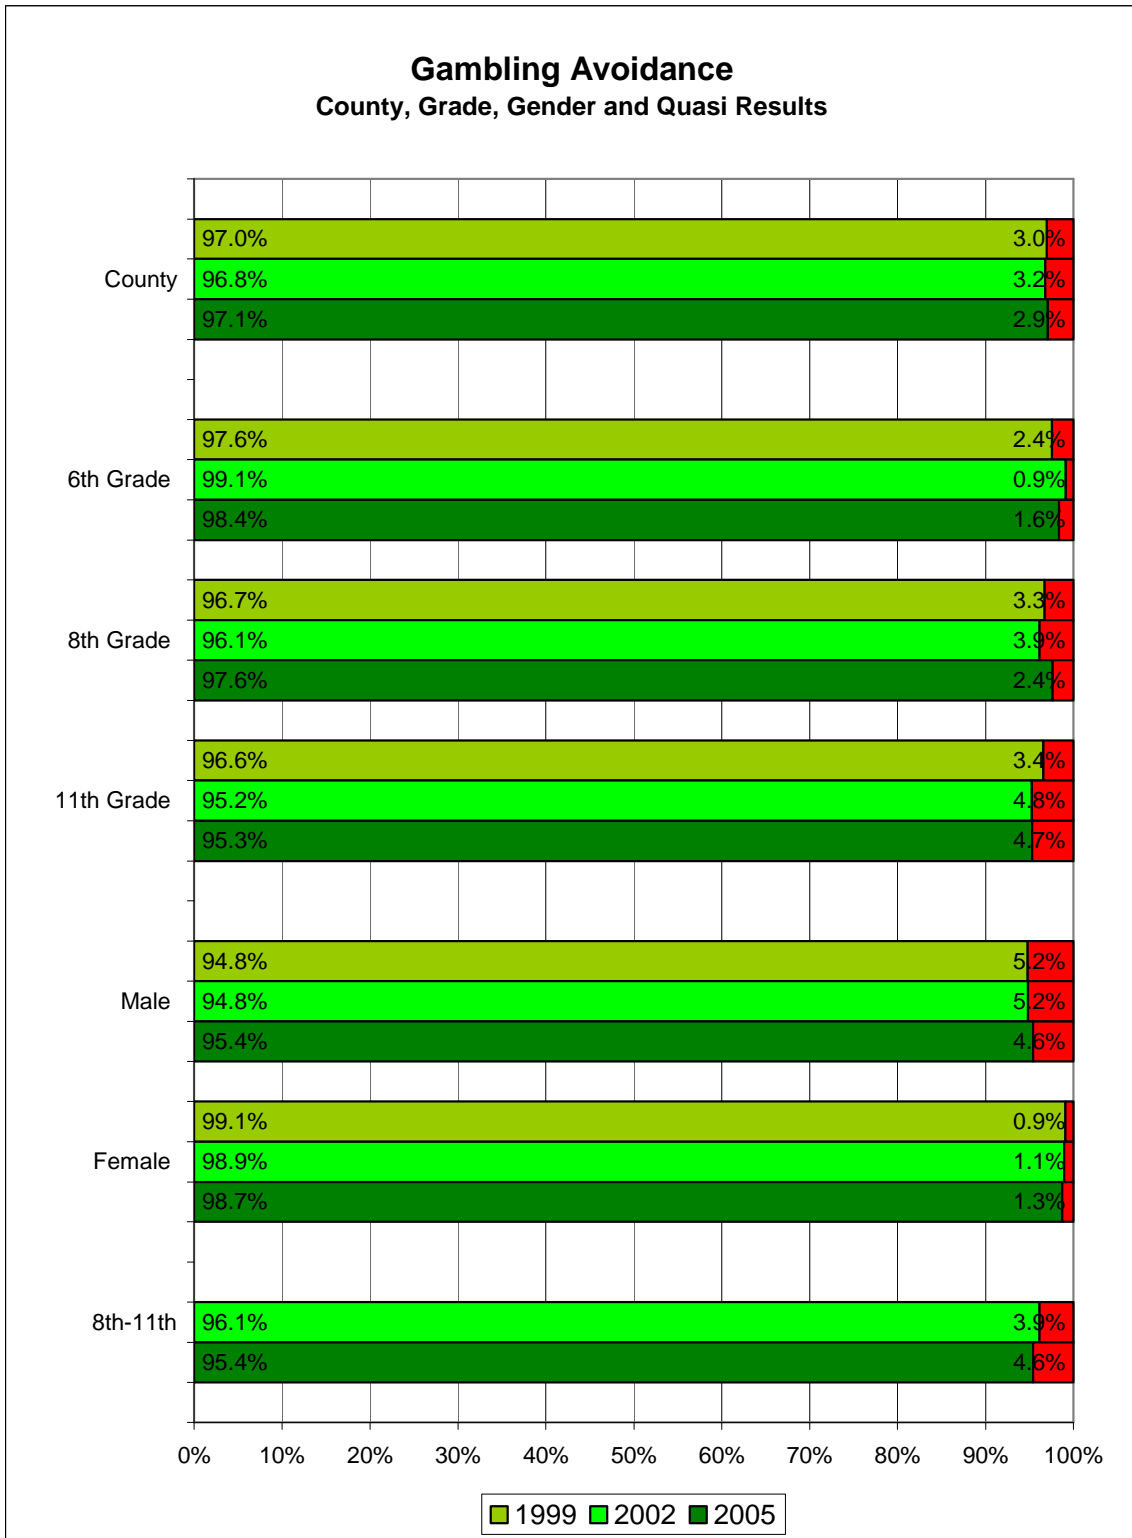 Gambling Avoidance
County, Grade, Gender and Quasi Results
97.0% 3.0%
County 96.8% 3.2%
97.1% 2.9%
97.6% 2.4%
6th Grade 99.1% 0.9%
98.4% 1.6%
96.7% 3.3%
8th Grade 96.1% 3.9%
97.6% 2.4%
96.6% 3.4%
11th Grade 95.2% 4.8%
95.3% 4.7%
94.8% 5.2%
Male 94.8% 5.2%
95.4% 4.6%
99.1% 0.9%
Female 98.9% 1.1%
98.7% 1.3%
8th-11th 96.1% 3.9%
95.4% 4.6%
0% 10% 20% 30% 40% 50% 60% 70% 80% 90% 100%
1999 2002 2005